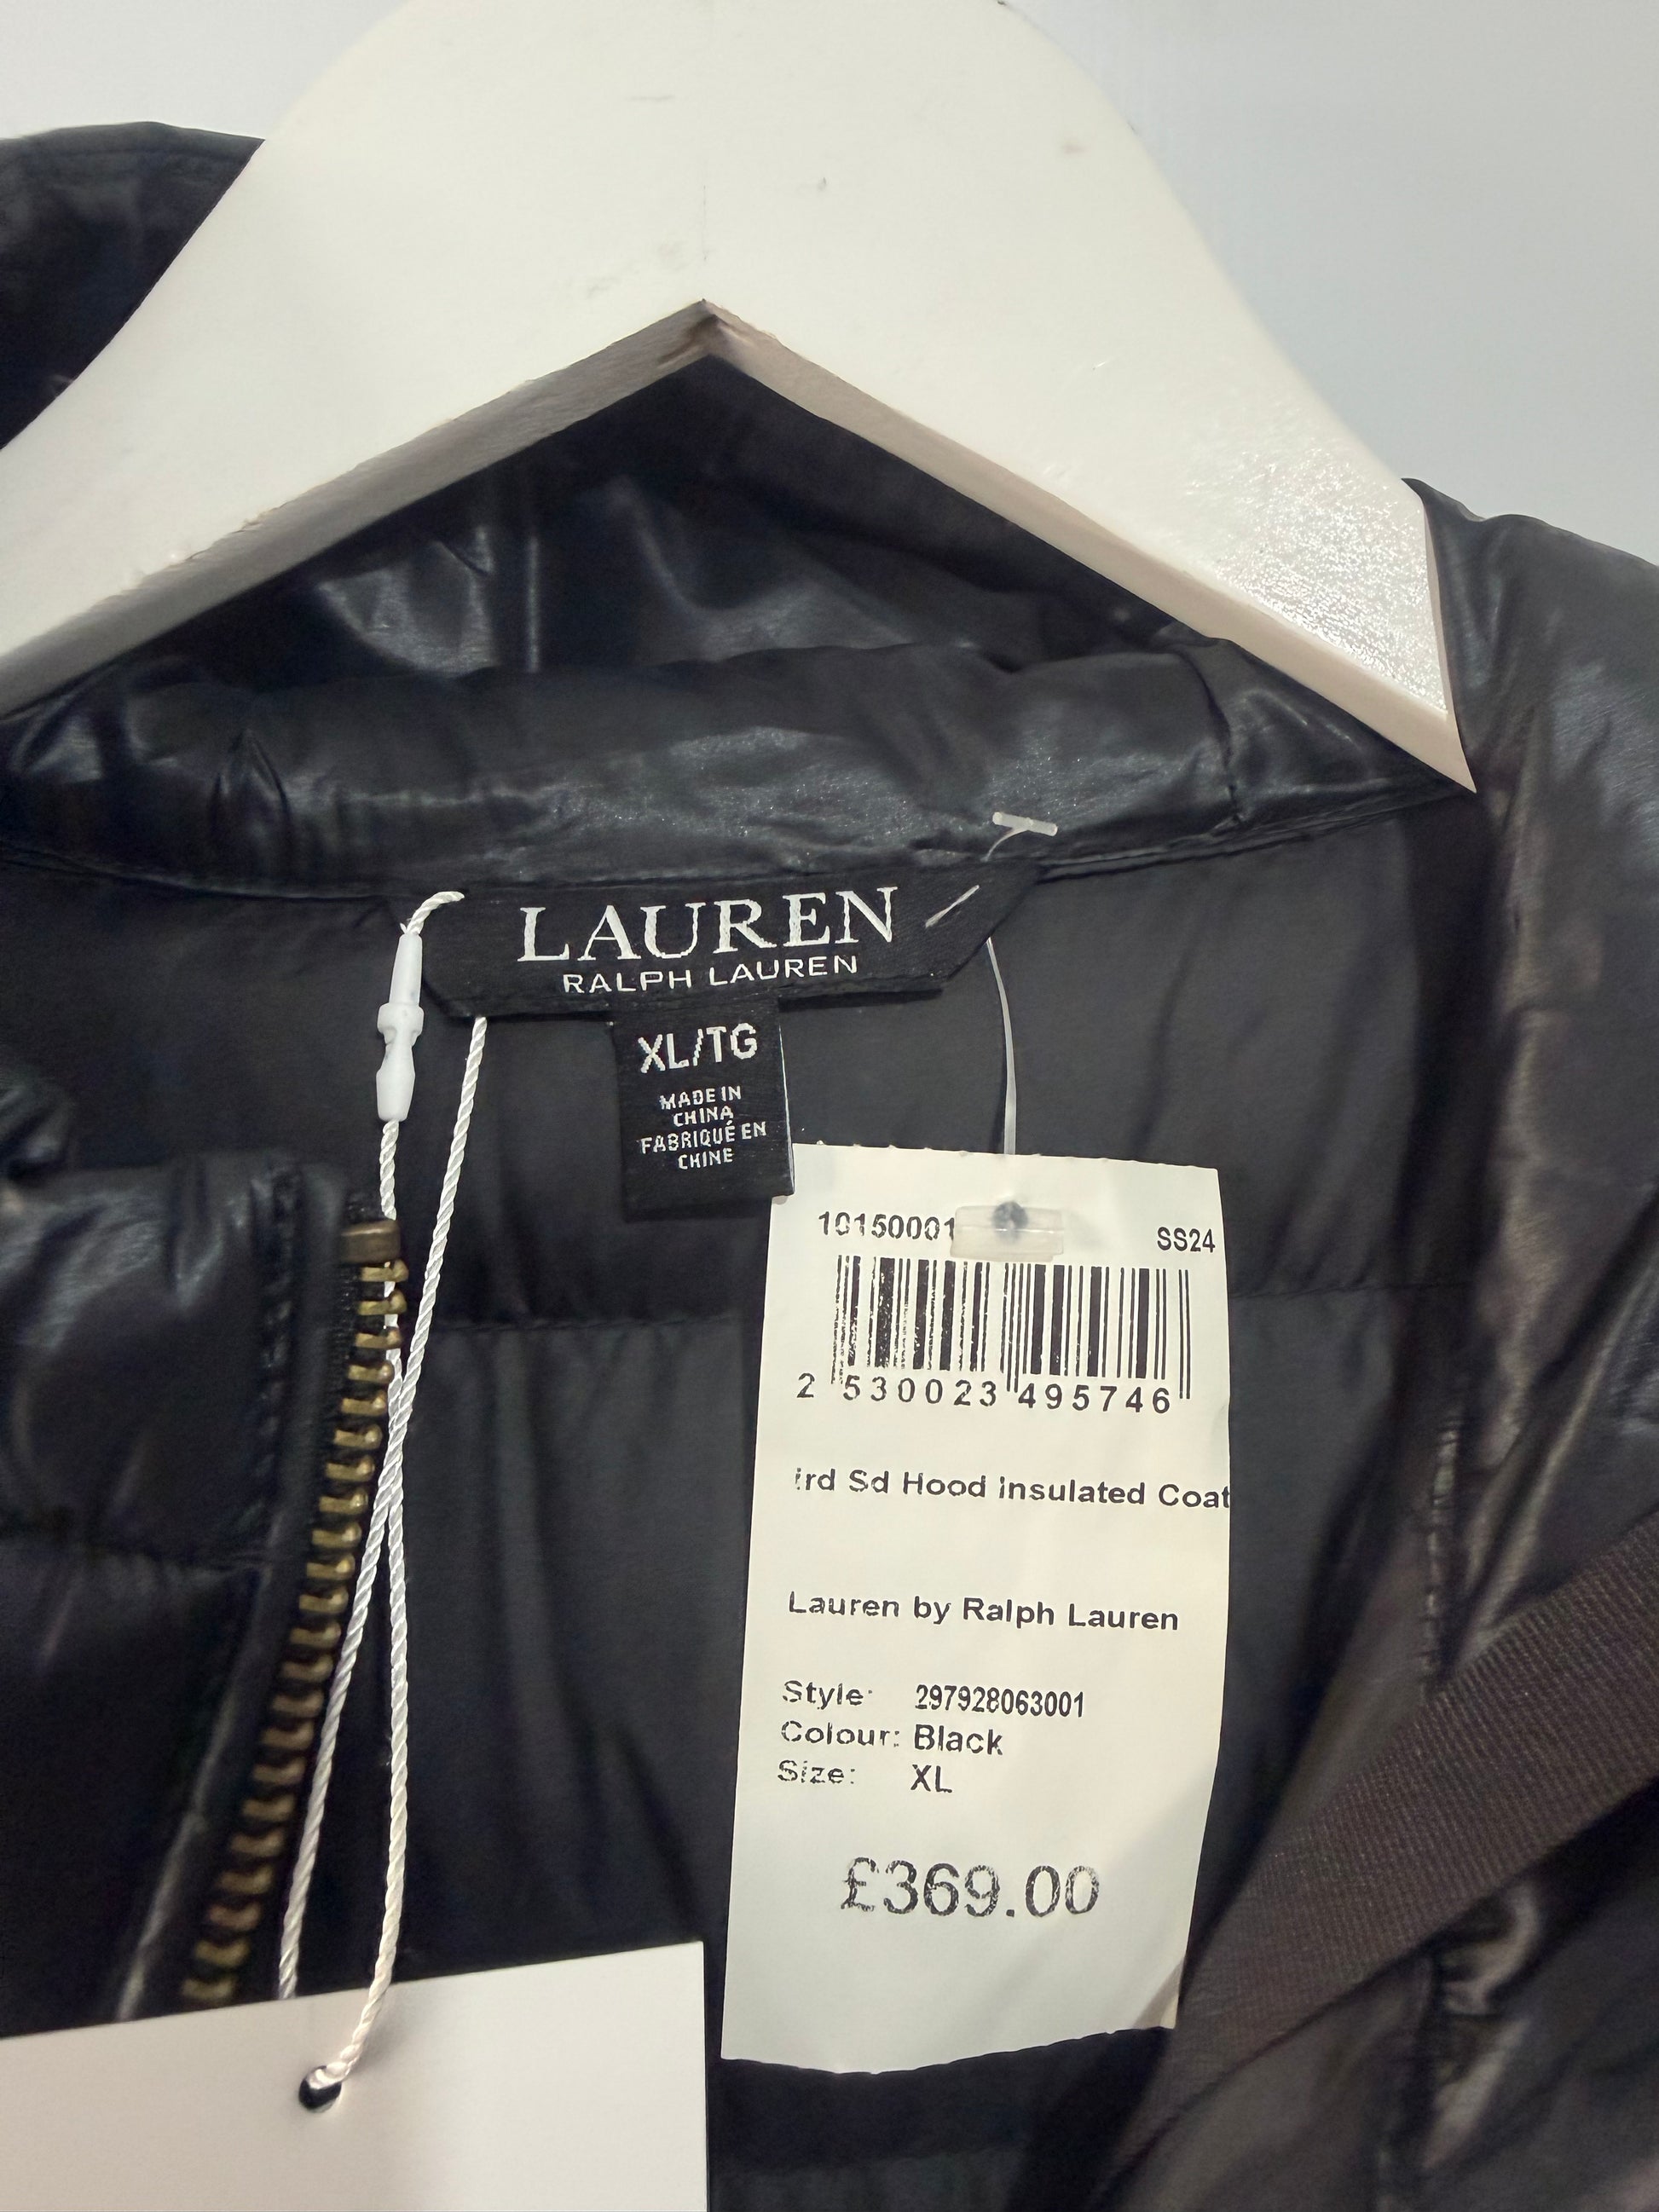 LAUREN
RALPH LAUREN
XL/TG
MADE IN
CHINA
FABRIQUÉ EN
CHINE
10150001
SS24
2 530023 495746
ird Sd Hood Insulated Coat
Lauren by Ralph Lauren
Style: 297928063001
Colour: Black
Size: XL
£369.00